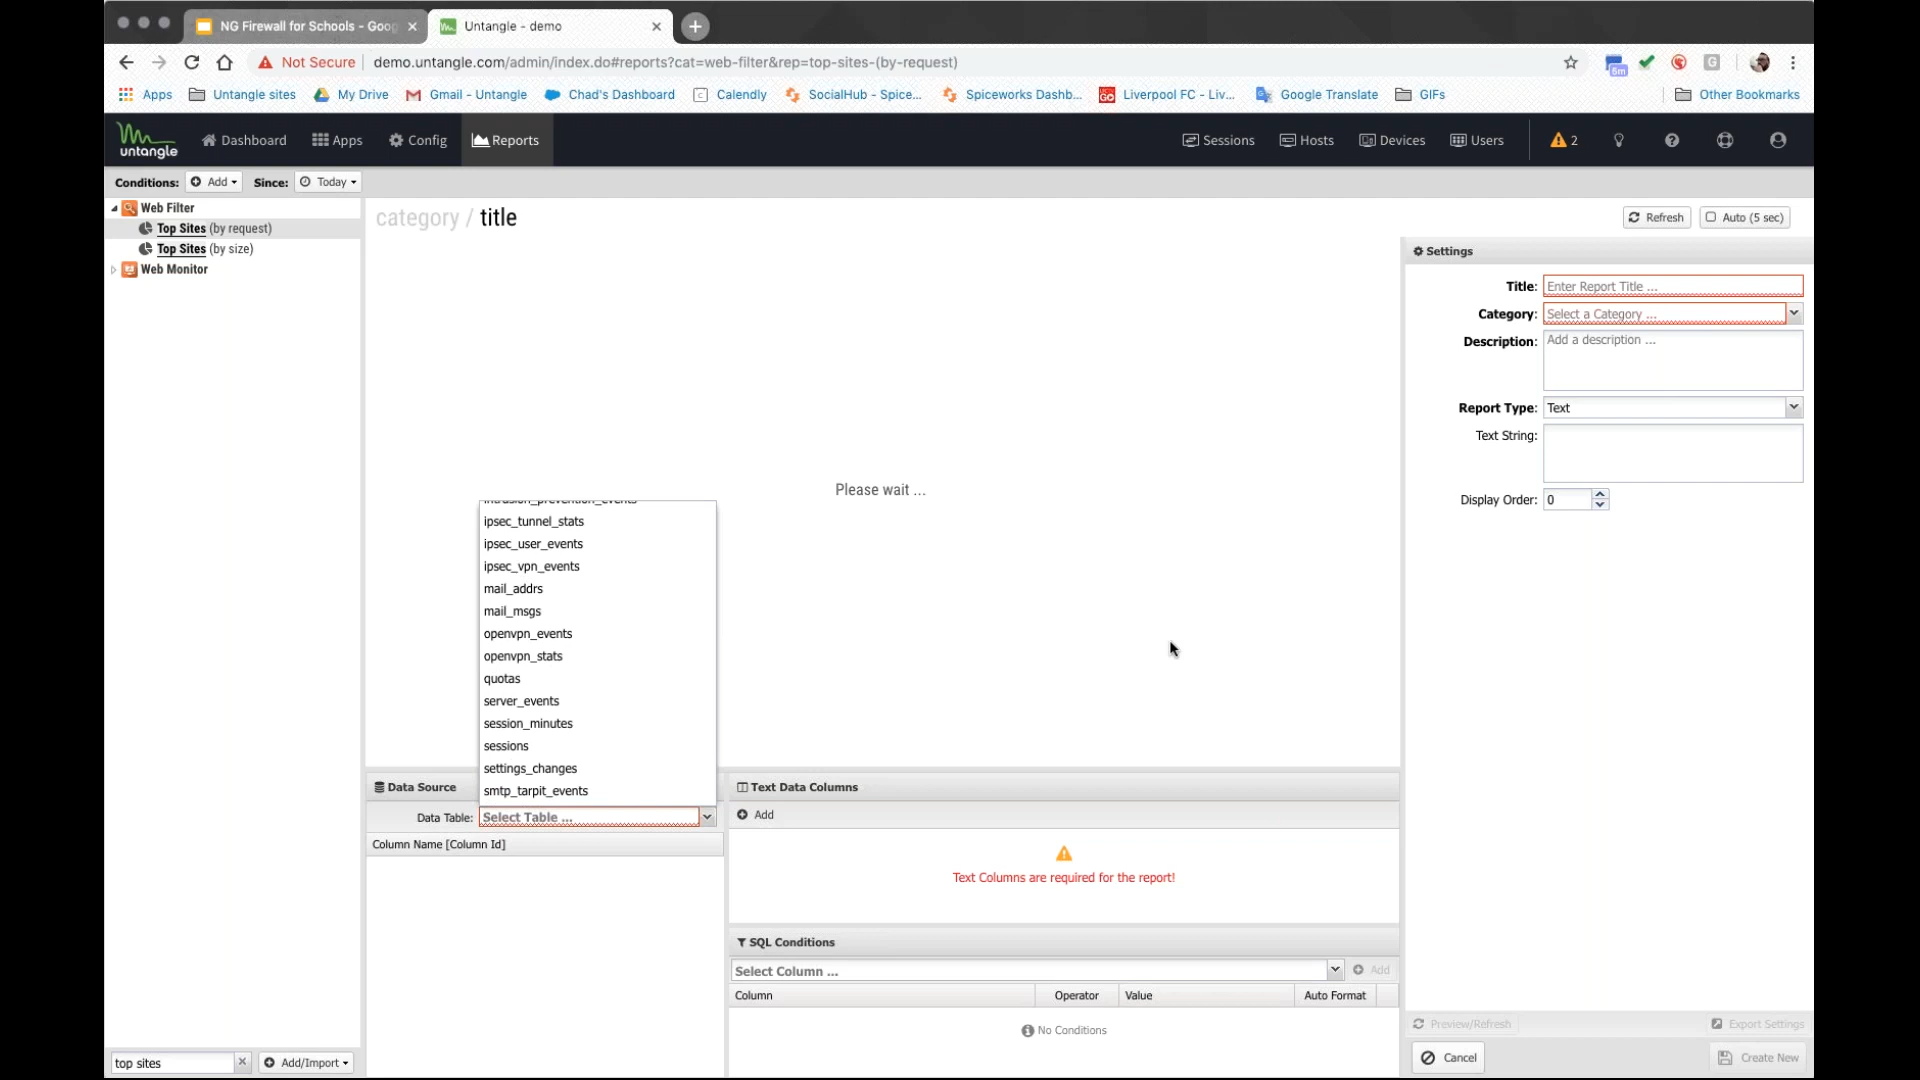 NG Firewall for Schools - Goo
Untangle - demo
Not Secure
demo.untangle.com/admin/index.do#reports?cat=web-filter&rep=top-sites-(by-request)
6m
Apps
Untangle sites
My Drive
Gmail - Untangle
Chad's Dashboard
Calendly
SocialHub - Spice...
Spiceworks Dashb...
Liverpool FC - Liv...
Google Translate
GIFs
Other Bookmarks
untangle
Dashboard
Apps
Config
Reports
Sessions
Hosts
Devices
Users
2
Conditions:
Add
Since:
Today
Web Filter
Top Sites (by request)
Top Sites (by size)
Web Monitor
category / title
Refresh
Auto (5 sec)
Settings
Title: Enter Report Title ...
Category: Select a Category ...
Description: Add a description ...
Report Type: Text
Text String:
Display Order: 0
Please wait ...
intrusion_prevention_events
ipsec_tunnel_stats
ipsec_user_events
ipsec_vpn_events
mail_addrs
mail_msgs
openvpn_events
openvpn_stats
quotas
server_events
session_minutes
sessions
settings_changes
smtp_tarpit_events
Data Source
Data Table: Select Table ...
Column Name [Column Id]
Text Data Columns
Add
Text Columns are required for the report!
SQL Conditions
Select Column ...
Add
Column
Operator
Value
Auto Format
No Conditions
Preview/Refresh
Export Settings
Cancel
Create New
top sites
Add/Import